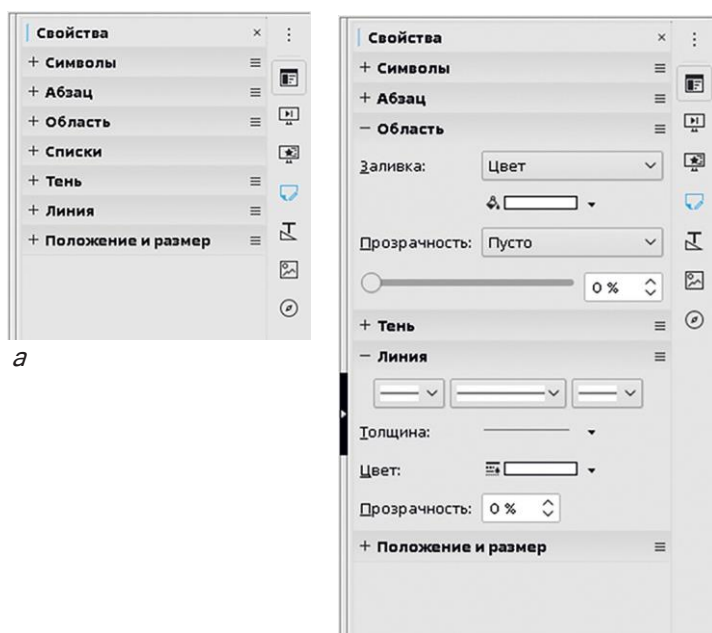 Свойства
+ Символы
+ Абзац
+ Область
+ Списки
+ Тень
+ Линия
+ Положение и размер
а
Свойства
+ Символы
+ Абзац
− Область
Заливка: Цвет
Прозрачность: Пусто
0 %
+ Тень
− Линия
Толщина:
Цвет:
Прозрачность: 0 %
+ Положение и размер